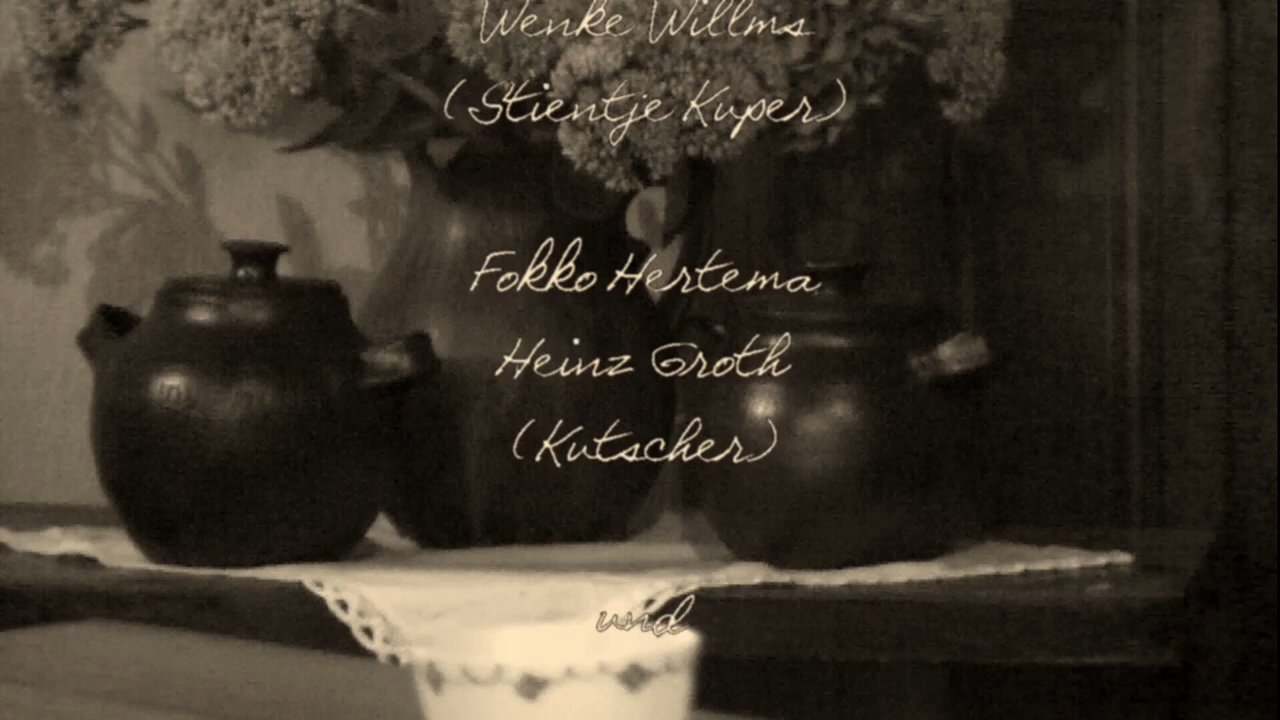 Wenke Willms
(Stientje Kuper)
Fokko Hertema
Heinz Groth
(Kutscher)
und